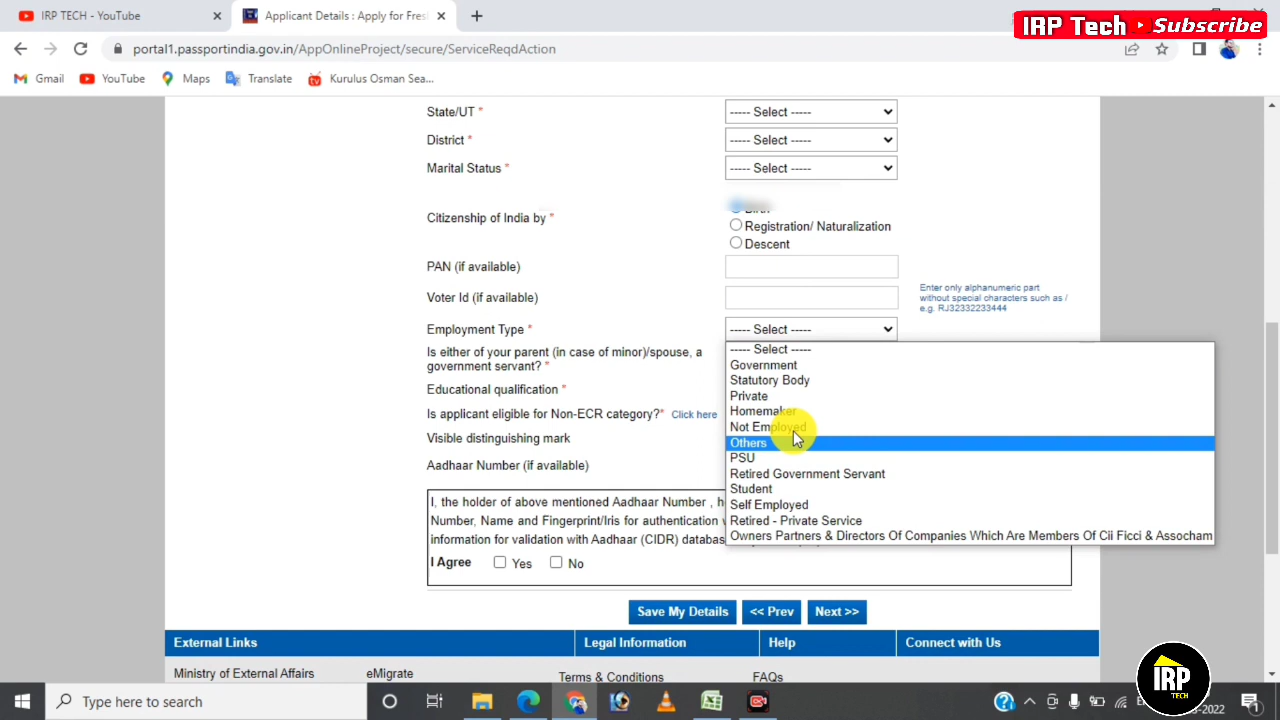 IRP TECH - YouTube
Applicant Details : Apply for Fresh
IRP Tech Subscribe
portal1.passportindia.gov.in/AppOnlineProject/secure/ServiceReqdAction
Gmail YouTube Maps Translate Kurulus Osman Sea...
State/UT * ----- Select -----
District * ----- Select -----
Marital Status * ----- Select -----
Citizenship of India by * Birth
Registration/ Naturalization
Descent
PAN (if available)
Voter Id (if available)
Enter only alphanumeric part
without special characters such as /
e.g. RJ32332233444
Employment Type * ----- Select -----
----- Select -----
Government
Statutory Body
Private
Homemaker
Not Employed
Others
PSU
Retired Government Servant
Student
Self Employed
Retired - Private Service
Owners Partners & Directors Of Companies Which Are Members Of Cii Ficci & Assocham
Is either of your parent (in case of minor)/spouse, a
government servant? *
Educational qualification *
Is applicant eligible for Non-ECR category?* Click here
Visible distinguishing mark
Aadhaar Number (if available)
I, the holder of above mentioned Aadhaar Number , h
Number, Name and Fingerprint/Iris for authentication
information for validation with Aadhaar (CIDR) databas
I Agree Yes No
Save My Details << Prev Next >>
External Links Legal Information Help Connect with Us
Ministry of External Affairs eMigrate Terms & Conditions FAQs
Type here to search
IRP
TECH
2022